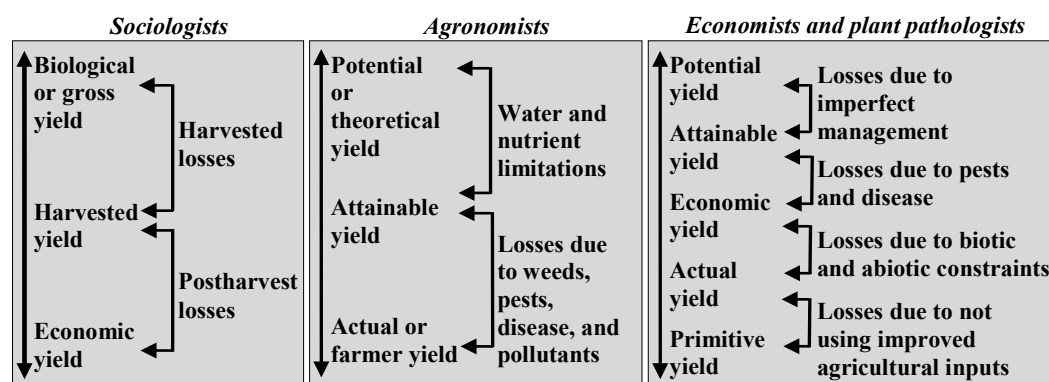 Sociologists
Biological
or gross
yield
Harvested
losses
Harvested
yield
Postharvest
losses
Economic
yield
Agronomists
Potential
or
theoretical
yield
Water and
nutrient
limitations
Attainable
yield
Losses due
to weeds,
pests,
disease, and
pollutants
Actual or
farmer yield
Economists and plant pathologists
Potential
yield
Losses due to
imperfect
management
Attainable
yield
Losses due to pests
and disease
Economic
yield
Losses due to biotic
and abiotic constraints
Actual
yield
Losses due to not
using improved
agricultural inputs
Primitive
yield